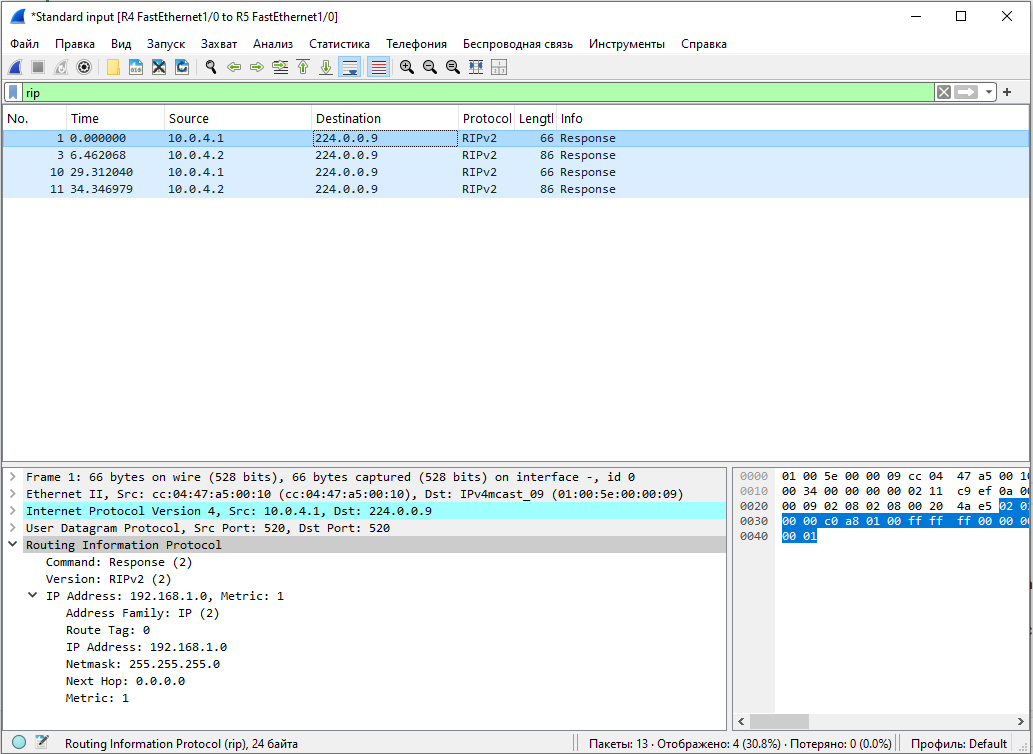 *Standard input [R4 FastEthernet1/0 to R5 FastEthernet1/0]
Файл Правка Вид Запуск Захват Анализ Статистика Телефония Беспроводная связь Инструменты Справка
rip
No. Time Source Destination Protocol Lengtl Info
1 0.000000 10.0.4.1 224.0.0.9 RIPv2 66 Response
3 6.462068 10.0.4.2 224.0.0.9 RIPv2 86 Response
10 29.312040 10.0.4.1 224.0.0.9 RIPv2 66 Response
11 34.346979 10.0.4.2 224.0.0.9 RIPv2 86 Response
Frame 1: 66 bytes on wire (528 bits), 66 bytes captured (528 bits) on interface -, id 0
Ethernet II, Src: cc:04:47:a5:00:10 (cc:04:47:a5:00:10), Dst: IPv4mcast_09 (01:00:5e:00:00:09)
Internet Protocol Version 4, Src: 10.0.4.1, Dst: 224.0.0.9
User Datagram Protocol, Src Port: 520, Dst Port: 520
Routing Information Protocol
Command: Response (2)
Version: RIPv2 (2)
IP Address: 192.168.1.0, Metric: 1
Address Family: IP (2)
Route Tag: 0
IP Address: 192.168.1.0
Netmask: 255.255.255.0
Next Hop: 0.0.0.0
Metric: 1
0000 01 00 5e 00 00 09 cc 04 47 a5 00 10
0010 00 34 00 00 00 00 02 11 c9 ef 0a 00
0020 00 09 02 08 02 08 00 20 4a e5 02
0030 00 00 c0 a8 01 00 ff ff ff 00 00
0040 00 01
Routing Information Protocol (rip), 24 байта
Пакеты: 13 · Отображено: 4 (30.8%) · Потеряно: 0 (0.0%)
Профиль: Default